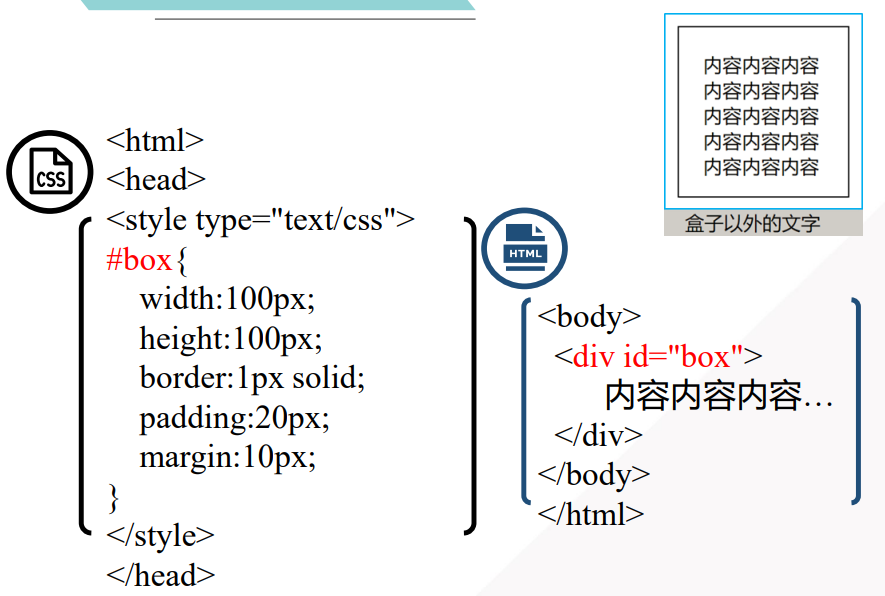 内容内容内容
内容内容内容
内容内容内容
内容内容内容
内容内容内容
盒子以外的文字
CSS
<html>
<head>
<style type="text/css">
#box{
width:100px;
height:100px;
border:1px solid;
padding:20px;
margin:10px;
}
</style>
</head>
HTML
<body>
<div id="box">
内容内容内容…
</div>
</body>
</html>